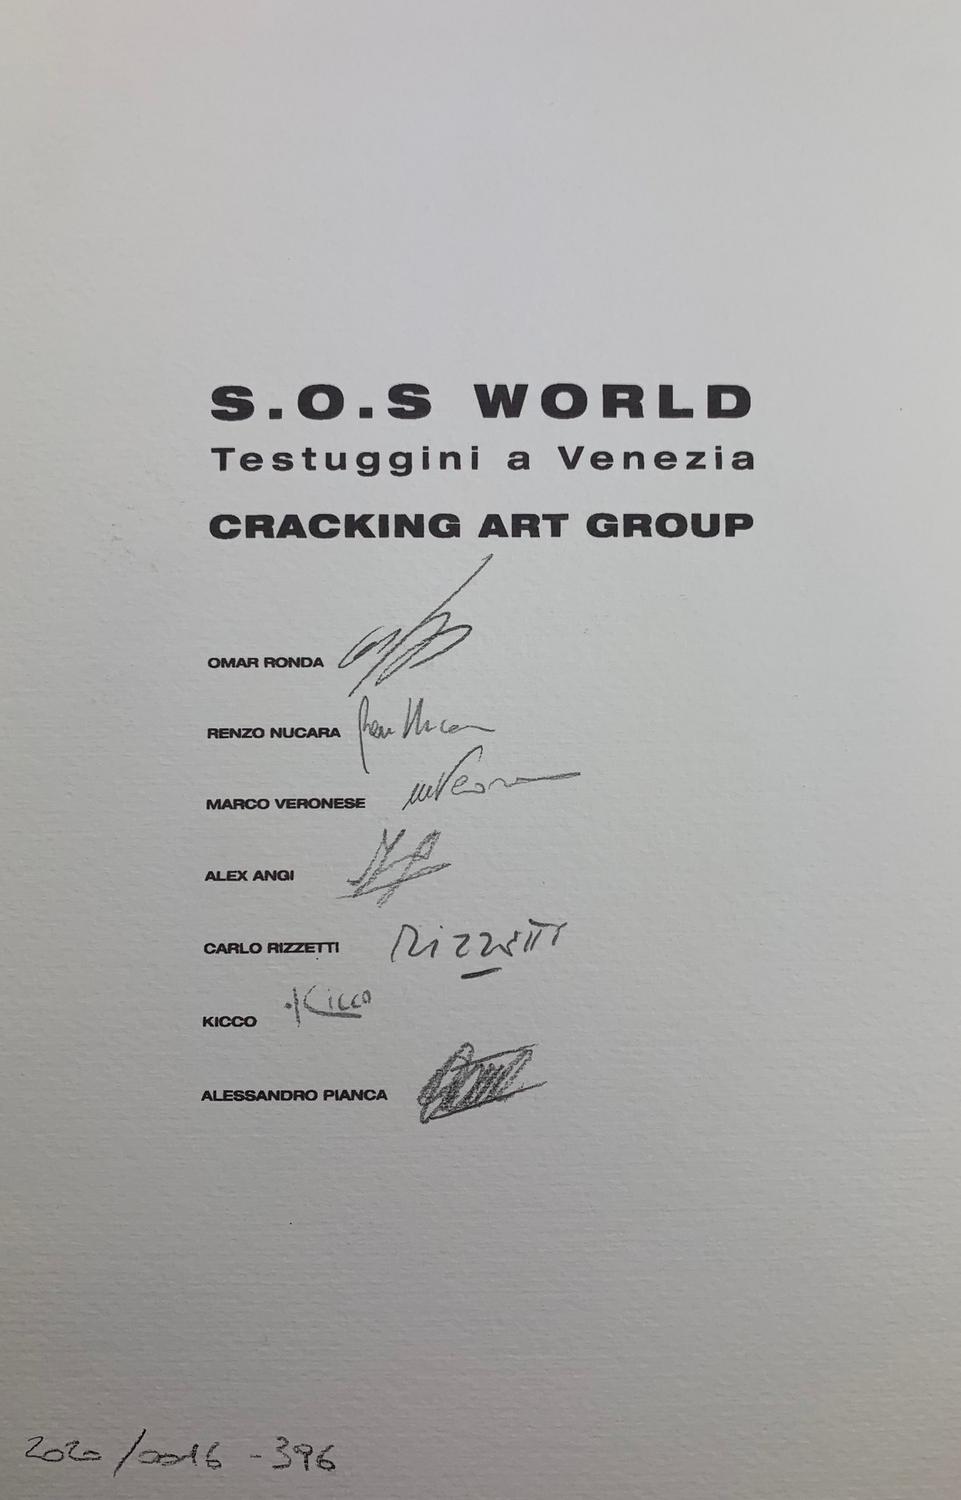 S.O.S WORLD
Testuggini a Venezia
CRACKING ART GROUP
OMAR RONDA
RENZO NUCARA
MARCO VERONESE
ALEX ANGI
CARLO RIZZETTI Rizzetti
KICCO Kicco
ALESSANDRO PIANCA
2020/0016 - 396